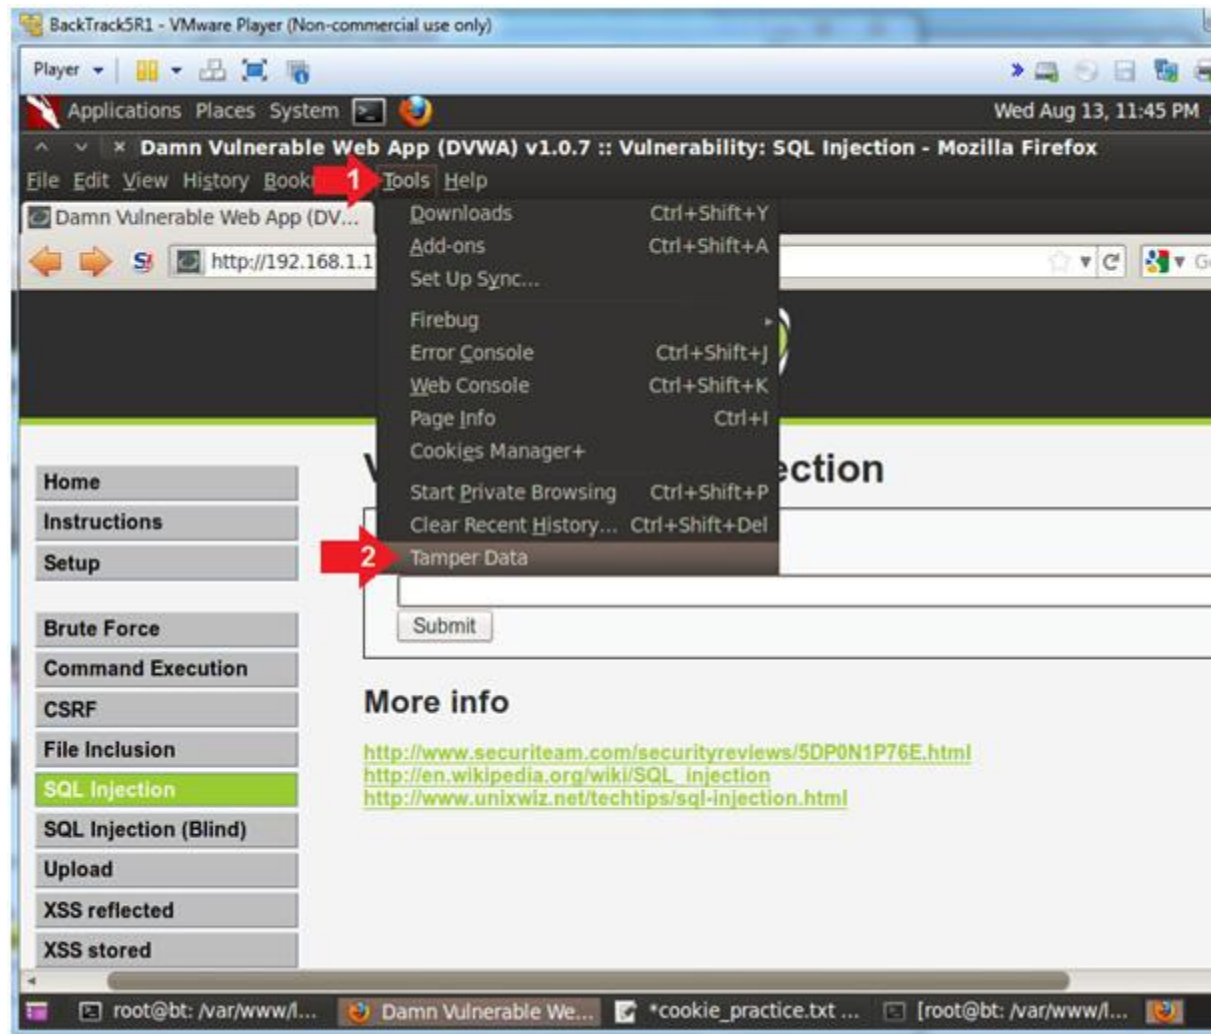 BackTrack5R1 - VMware Player (Non-commercial use only)
Player
Applications Places System
Wed Aug 13, 11:45 PM
Damn Vulnerable Web App (DVWA) v1.0.7 :: Vulnerability: SQL Injection - Mozilla Firefox
File Edit View History 1 Tools Help
Damn Vulnerable Web App (DV...
http://192.168.1.1
Downloads Ctrl+Shift+Y
Add-ons Ctrl+Shift+A
Set Up Sync...
Firebug
Error Console Ctrl+Shift+J
Web Console Ctrl+Shift+K
Page Info Ctrl+I
Cookies Manager+
Start Private Browsing Ctrl+Shift+P
Clear Recent History... Ctrl+Shift+Del
2 Tamper Data
Home
Instructions
Setup
Brute Force
Command Execution
CSRF
File Inclusion
SQL Injection
SQL Injection (Blind)
Upload
XSS reflected
XSS stored
ection
Submit
More info
http://www.securiteam.com/securityreviews/5DP0N1P76E.html
http://en.wikipedia.org/wiki/SQL_injection
http://www.unixwiz.net/techtips/sql-injection.html
root@bt: /var/www/l...
Damn Vulnerable We...
*cookie_practice.txt ...
[root@bt: /var/www/l...